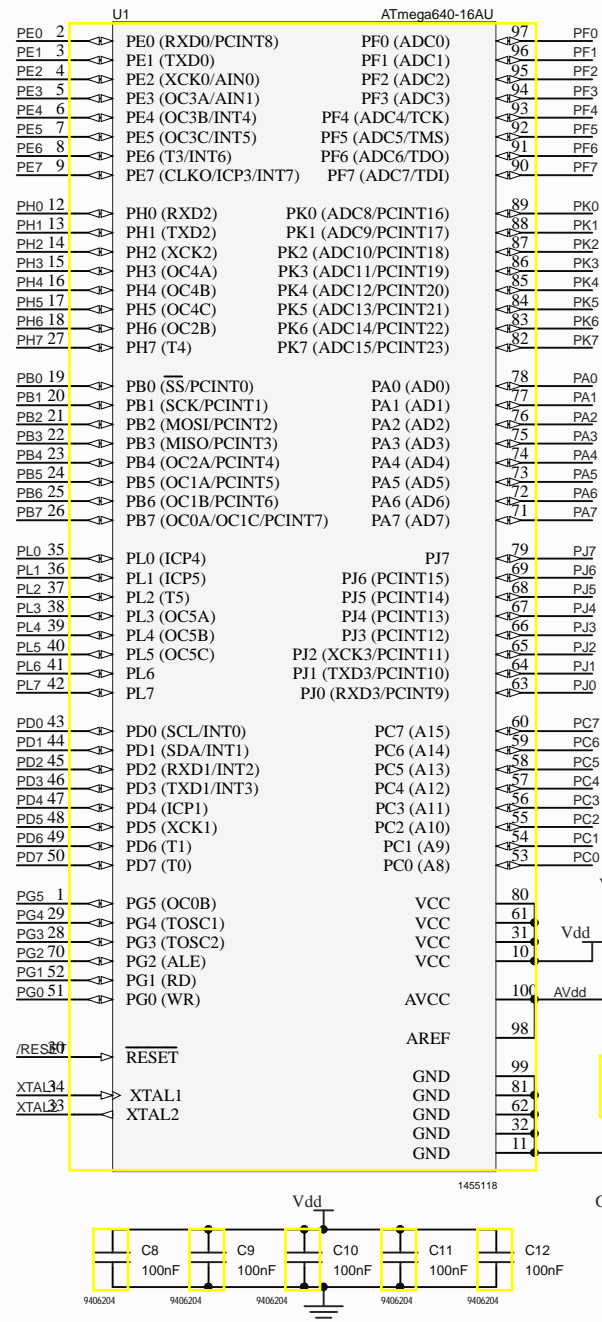 U1 ATmega640-16AU
PE0 2 PE0 (RXD0/PCINT8) PF0 (ADC0) 97 PF0
PE1 3 PE1 (TXD0) PF1 (ADC1) 96 PF1
PE2 4 PE2 (XCK0/AIN0) PF2 (ADC2) 95 PF2
PE3 5 PE3 (OC3A/AIN1) PF3 (ADC3) 94 PF3
PE4 6 PE4 (OC3B/INT4) PF4 (ADC4/TCK) 93 PF4
PE5 7 PE5 (OC3C/INT5) PF5 (ADC5/TMS) 92 PF5
PE6 8 PE6 (T3/INT6) PF6 (ADC6/TDO) 91 PF6
PE7 9 PE7 (CLKO/ICP3/INT7) PF7 (ADC7/TDI) 90 PF7
PH0 12 PH0 (RXD2) PK0 (ADC8/PCINT16) 89 PK0
PH1 13 PH1 (TXD2) PK1 (ADC9/PCINT17) 88 PK1
PH2 14 PH2 (XCK2) PK2 (ADC10/PCINT18) 87 PK2
PH3 15 PH3 (OC4A) PK3 (ADC11/PCINT19) 86 PK3
PH4 16 PH4 (OC4B) PK4 (ADC12/PCINT20) 85 PK4
PH5 17 PH5 (OC4C) PK5 (ADC13/PCINT21) 84 PK5
PH6 18 PH6 (OC2B) PK6 (ADC14/PCINT22) 83 PK6
PH7 27 PH7 (T4) PK7 (ADC15/PCINT23) 82 PK7
PB0 19 PB0 (SS/PCINT0) PA0 (AD0) 78 PA0
PB1 20 PB1 (SCK/PCINT1) PA1 (AD1) 77 PA1
PB2 21 PB2 (MOSI/PCINT2) PA2 (AD2) 76 PA2
PB3 22 PB3 (MISO/PCINT3) PA3 (AD3) 75 PA3
PB4 23 PB4 (OC2A/PCINT4) PA4 (AD4) 74 PA4
PB5 24 PB5 (OC1A/PCINT5) PA5 (AD5) 73 PA5
PB6 25 PB6 (OC1B/PCINT6) PA6 (AD6) 72 PA6
PB7 26 PB7 (OC0A/OC1C/PCINT7) PA7 (AD7) 71 PA7
PL0 35 PL0 (ICP4) PJ7 79 PJ7
PL1 36 PL1 (ICP5) PJ6 (PCINT15) 69 PJ6
PL2 37 PL2 (T5) PJ5 (PCINT14) 68 PJ5
PL3 38 PL3 (OC5A) PJ4 (PCINT13) 67 PJ4
PL4 39 PL4 (OC5B) PJ3 (PCINT12) 66 PJ3
PL5 40 PL5 (OC5C) PJ2 (XCK3/PCINT11) 65 PJ2
PL6 41 PL6 PJ1 (TXD3/PCINT10) 64 PJ1
PL7 42 PL7 PJ0 (RXD3/PCINT9) 63 PJ0
PD0 43 PD0 (SCL/INT0) PC7 (A15) 60 PC7
PD1 44 PD1 (SDA/INT1) PC6 (A14) 59 PC6
PD2 45 PD2 (RXD1/INT2) PC5 (A13) 58 PC5
PD3 46 PD3 (TXD1/INT3) PC4 (A12) 57 PC4
PD4 47 PD4 (ICP1) PC3 (A11) 56 PC3
PD5 48 PD5 (XCK1) PC2 (A10) 55 PC2
PD6 49 PD6 (T1) PC1 (A9) 54 PC1
PD7 50 PD7 (T0) PC0 (A8) 53 PC0
PG5 1 PG5 (OC0B) VCC 80
PG4 29 PG4 (TOSC1) VCC 61
PG3 28 PG3 (TOSC2) VCC 31 Vdd
PG2 70 PG2 (ALE) VCC 10
PG1 52 PG1 (RD)
PG0 51 PG0 (WR) AVCC 100 AVdd
AREF 98
/RESET 30 RESET
GND 99
XTAL1 34 XTAL1 GND 81
XTAL2 33 XTAL2 GND 62
GND 32
GND 11
1455118
Vdd
C8 C9 C10 C11 C12
100nF 100nF 100nF 100nF 100nF
9406204 9406204 9406204 9406204 9406204